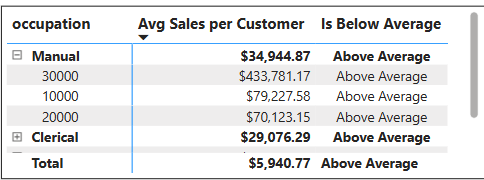 occupation Avg Sales per Customer Is Below Average
Manual $34,944.87 Above Average
30000 $433,781.17 Above Average
10000 $79,227.58 Above Average
20000 $70,123.15 Above Average
Clerical $29,076.29 Above Average
Total $5,940.77 Above Average